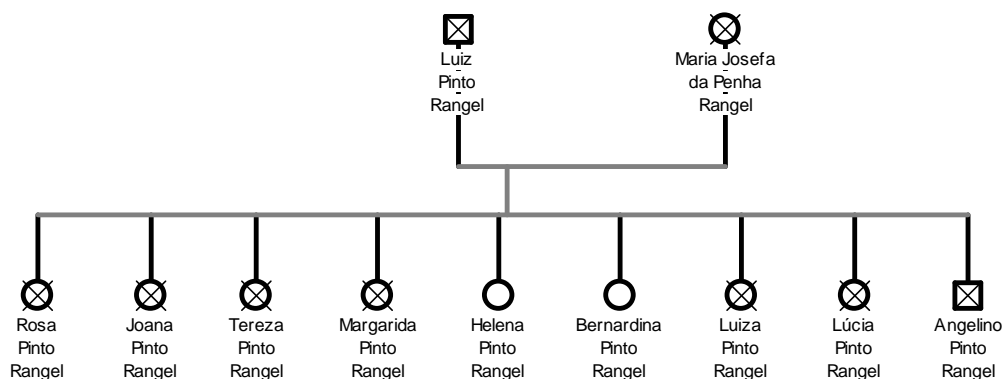 Luiz
Pinto
Rangel
Maria Josefa
da Penha
Rangel
Rosa
Pinto
Rangel
Joana
Pinto
Rangel
Tereza
Pinto
Rangel
Margarida
Pinto
Rangel
Helena
Pinto
Rangel
Bernardina
Pinto
Rangel
Luiza
Pinto
Rangel
Lúcia
Pinto
Rangel
Angelino
Pinto
Rangel